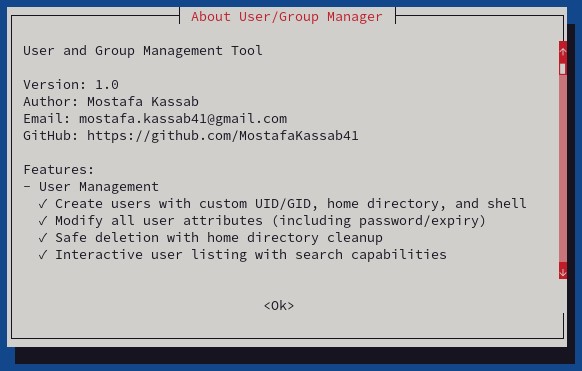 About User/Group Manager
User and Group Management Tool
Version: 1.0
Author: Mostafa Kassab
Email: mostafa.kassab41@gmail.com
GitHub: https://github.com/MostafaKassab41
Features:
- User Management
✓ Create users with custom UID/GID, home directory, and shell
✓ Modify all user attributes (including password/expiry)
✓ Safe deletion with home directory cleanup
✓ Interactive user listing with search capabilities
<Ok>